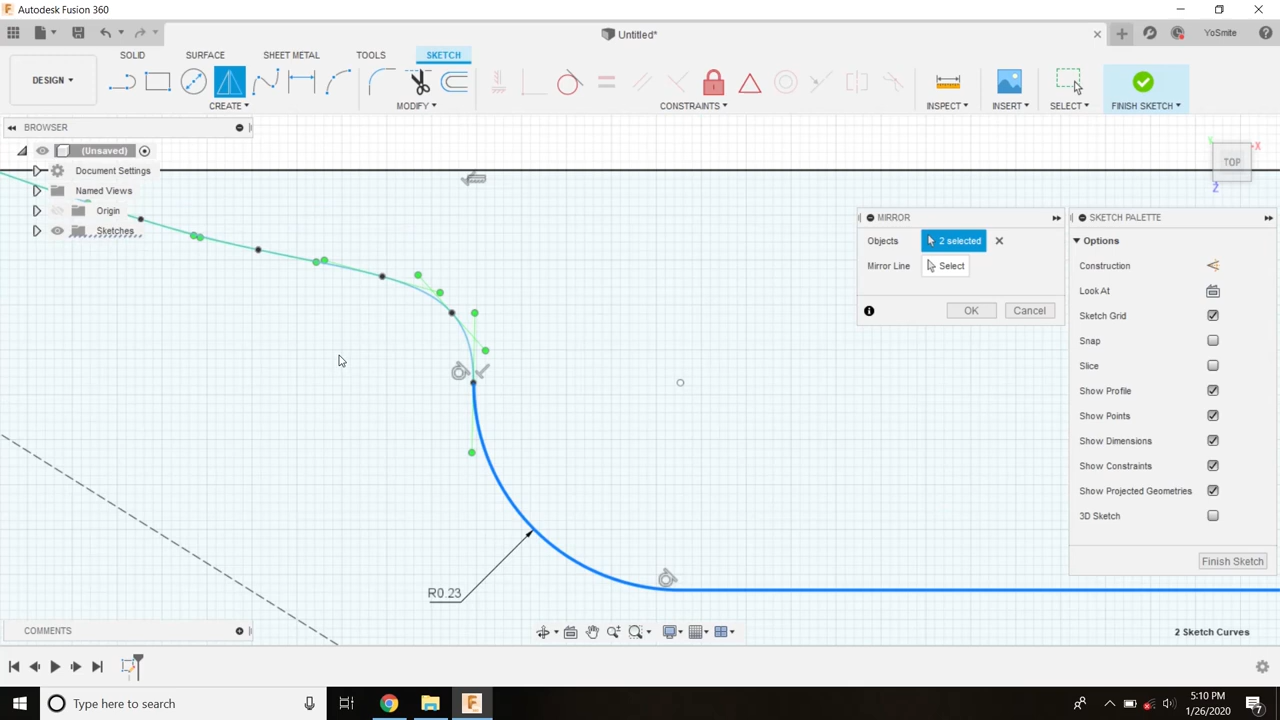 Autodesk Fusion 360
Untitled*
YoSmite
DESIGN
SOLID
SURFACE
SHEET METAL
TOOLS
SKETCH
CREATE
MODIFY
CONSTRAINTS
INSPECT
INSERT
SELECT
FINISH SKETCH
BROWSER
(Unsaved)
Document Settings
Named Views
Origin
Sketches
TOP
X
Y
Z
MIRROR
Objects
2 selected
Mirror Line
Select
OK
Cancel
SKETCH PALETTE
Options
Construction
Look At
Sketch Grid
Snap
Slice
Show Profile
Show Points
Show Dimensions
Show Constraints
Show Projected Geometries
3D Sketch
Finish Sketch
R0.23
COMMENTS
2 Sketch Curves
Type here to search
5:10 PM
1/26/2020